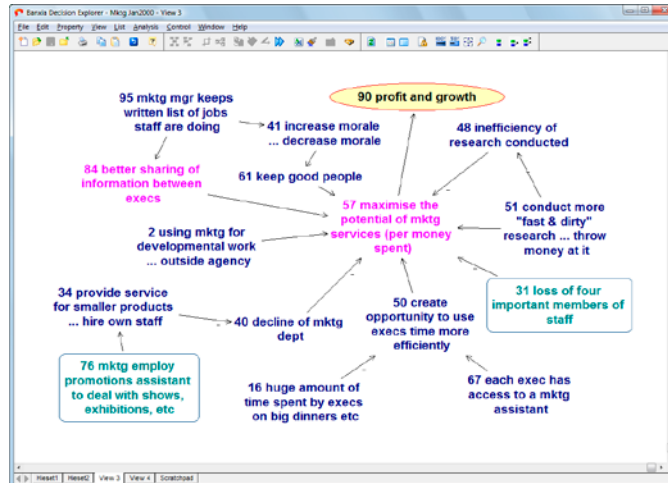 Banxia Decision Explorer - Mktg Jan2000 - View 3
File Edit Property View List Analysis Control Window Help
90 profit and growth
95 mktg mgr keeps
written list of jobs
staff are doing
41 increase morale
... decrease morale
48 inefficiency of
research conducted
84 better sharing of
information between
execs
61 keep good people
57 maximise the
potential of mktg
services (per money
spent)
51 conduct more
"fast & dirty"
research ... throw
money at it
2 using mktg for
developmental work
... outside agency
31 loss of four
important members of
staff
34 provide service
for smaller products
... hire own staff
50 create
opportunity to use
execs time more
efficiently
40 decline of mktg
dept
76 mktg employ
promotions assistant
to deal with shows,
exhibitions, etc
16 huge amount of
time spent by execs
on big dinners etc
67 each exec has
access to a mktg
assistant
Heset1 Heset2 View 3 View 4 Scratchpad